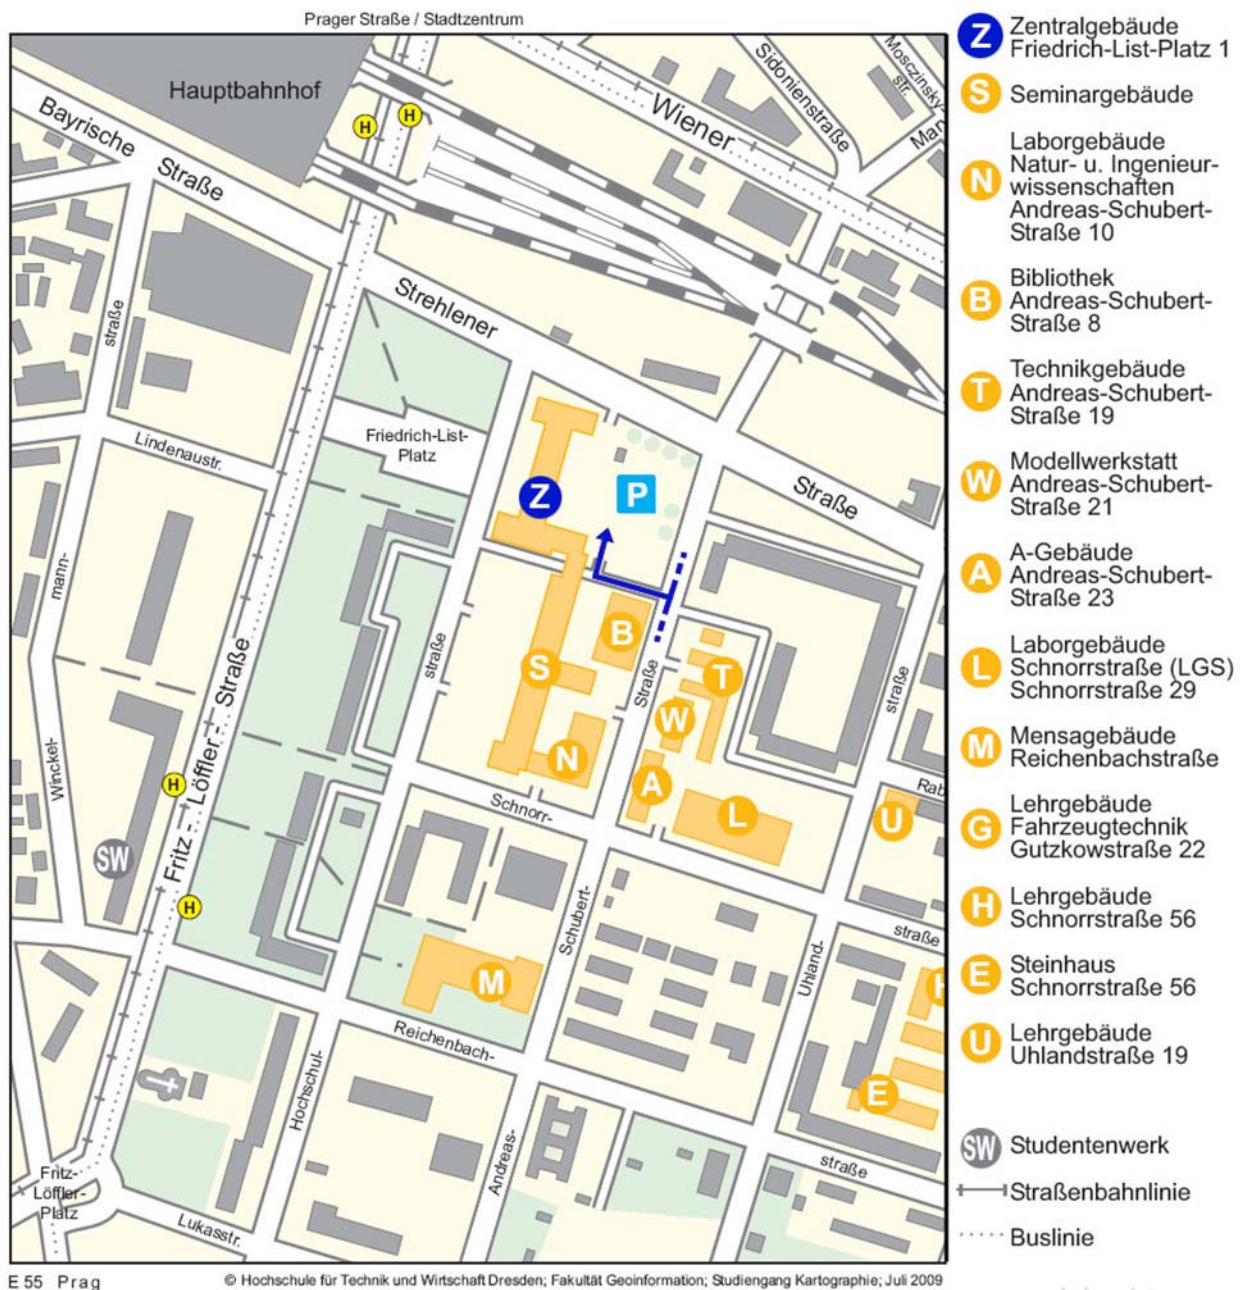 Prager Straße / Stadtzentrum
Hauptbahnhof
H
H
Bayrische
Straße
Wiener
Sidonienstraße
Mosczinsky-
str.
Strehlener
Straße
straße
Lindenaustr.
Friedrich-List-
Platz
Z
P
mann-
Winckel-
straße
Straße
straße
B
S
T
W
N
A
L
U
Fritz - Löffler - Straße
H
SW
H
Schnorr-
straße
Schubert-
Uhland-
M
E
Reichenbach-
straße
Hochschul-
Andreas-
Fritz-
Löffler-
Platz
Lukasstr.
E 55 Prag
© Hochschule für Technik und Wirtschaft Dresden; Fakultät Geoinformation; Studiengang Kartographie; Juli 2009
Z
Zentralgebäude
Friedrich-List-Platz 1
S
Seminargebäude
N
Laborgebäude
Natur- u. Ingenieur-
wissenschaften
Andreas-Schubert-
Straße 10
B
Bibliothek
Andreas-Schubert-
Straße 8
T
Technikgebäude
Andreas-Schubert-
Straße 19
W
Modellwerkstatt
Andreas-Schubert-
Straße 21
A
A-Gebäude
Andreas-Schubert-
Straße 23
L
Laborgebäude
Schnorrstraße (LGS)
Schnorrstraße 29
M
Mensagebäude
Reichenbachstraße
G
Lehrgebäude
Fahrzeugtechnik
Gutzkowstraße 22
H
Lehrgebäude
Schnorrstraße 56
E
Steinhaus
Schnorrstraße 56
U
Lehrgebäude
Uhlandstraße 19
SW
Studentenwerk
Straßenbahnlinie
Buslinie